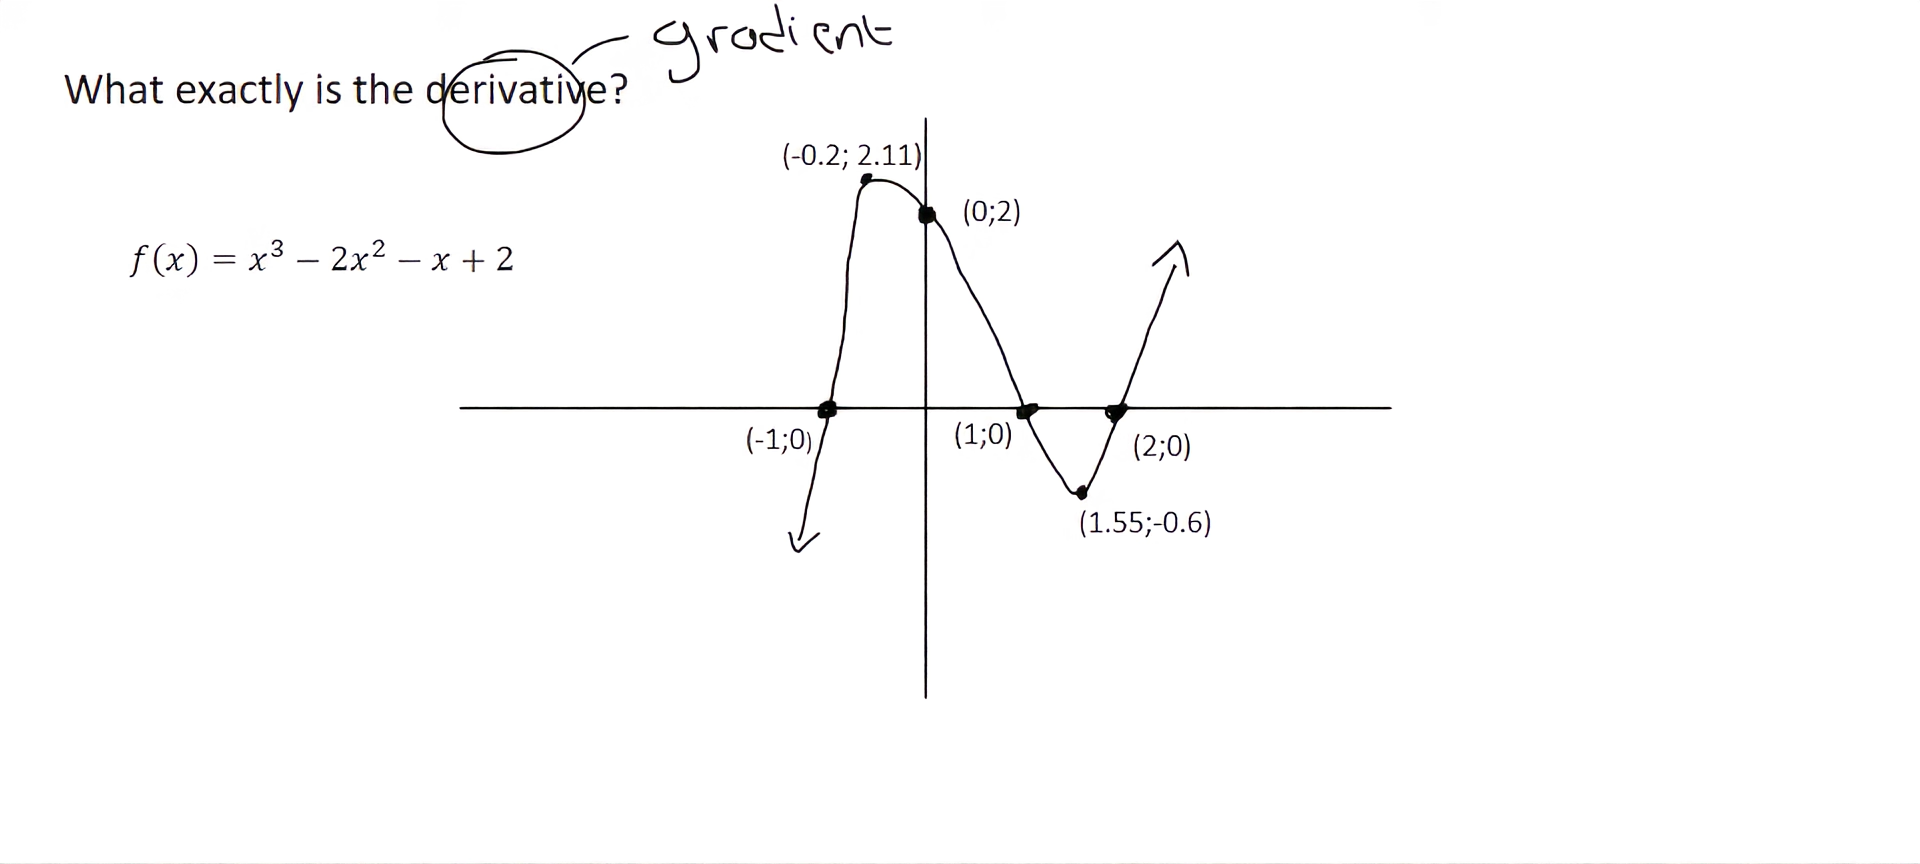 gradient
What exactly is the derivative?
(-0.2; 2.11)
(0;2)
f(x) = x³ − 2x² − x + 2
(-1;0)
(1;0)
(2;0)
(1.55;-0.6)